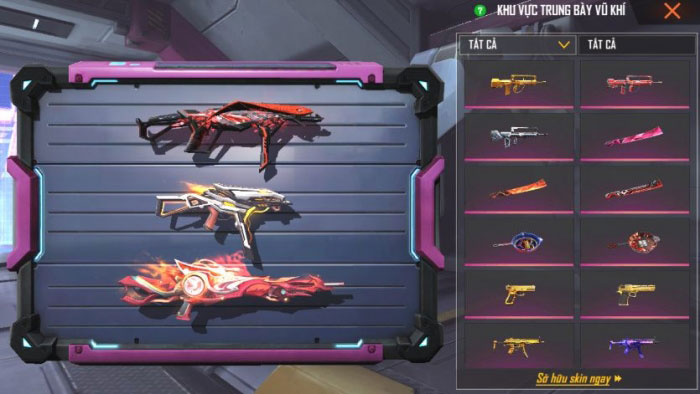 KHU VỰC TRƯNG BÀY VŨ KHÍ
TẤT CẢ TẤT CẢ
Sở hữu skin ngay